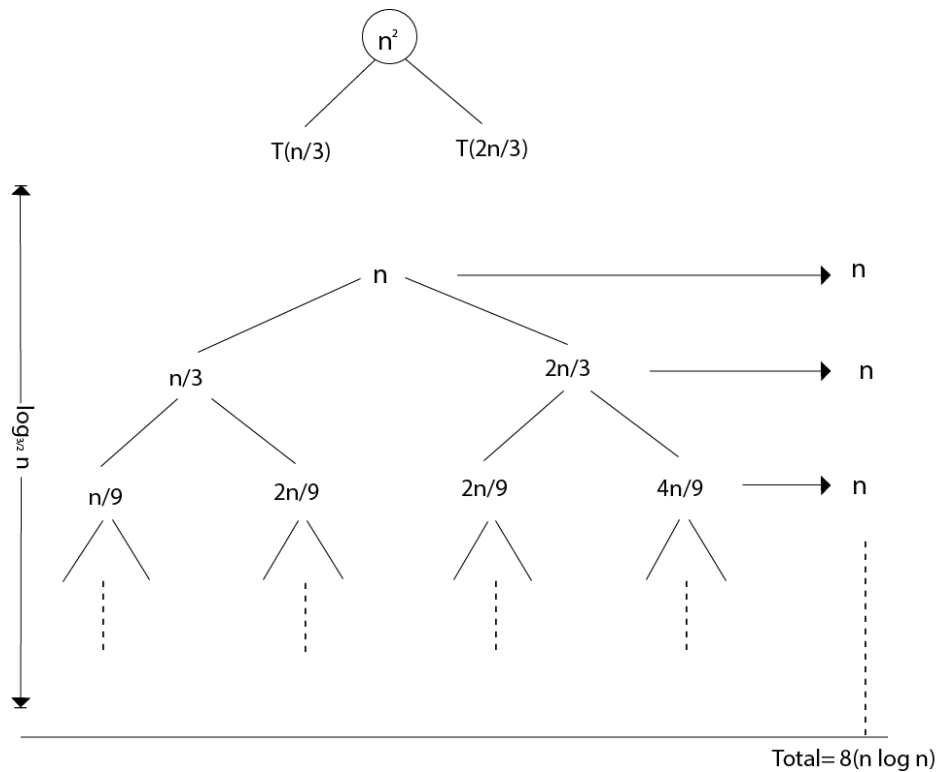 n²
T(n/3) T(2n/3)
n n
n/3 2n/3 n
log₃/₂ n
n/9 2n/9 2n/9 4n/9 n
Total= 8(n log n)